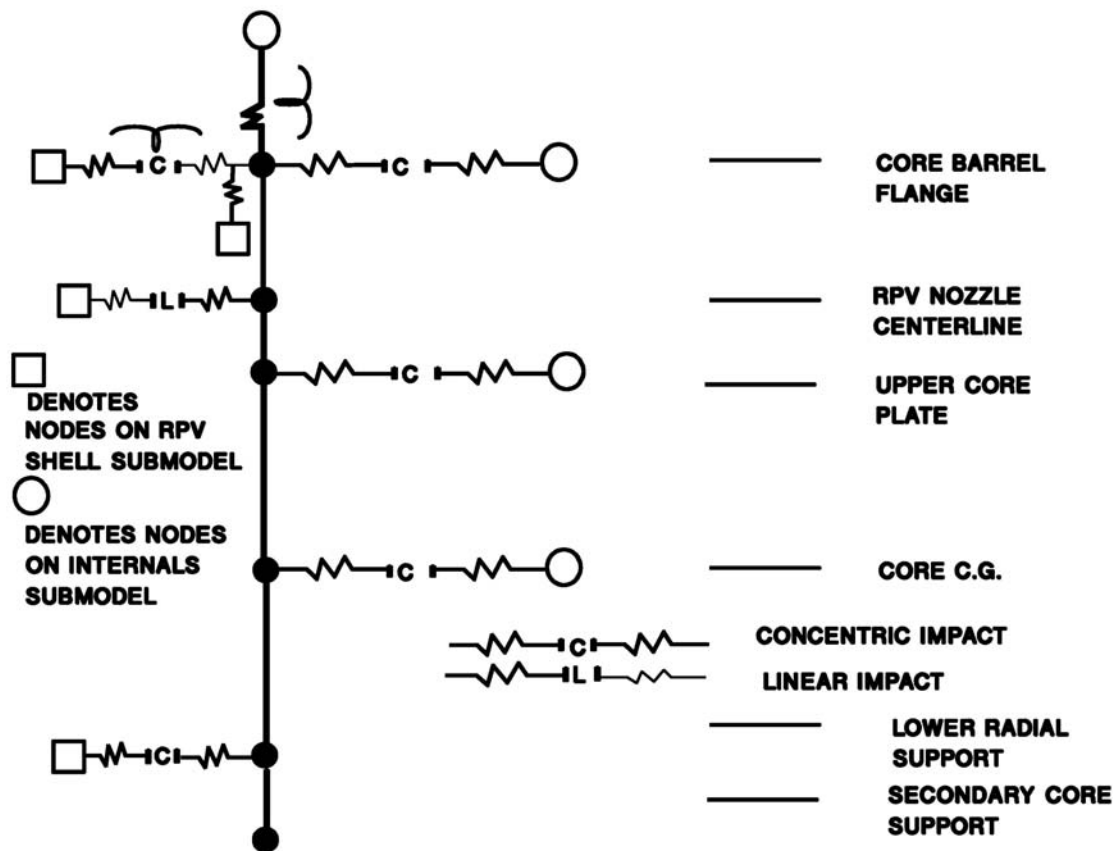 C
C
CORE BARREL
FLANGE
L
RPV NOZZLE
CENTERLINE
C
UPPER CORE
PLATE
DENOTES
NODES ON RPV
SHELL SUBMODEL
DENOTES NODES
ON INTERNALS
SUBMODEL
C
CORE C.G.
C
CONCENTRIC IMPACT
L
LINEAR IMPACT
C
LOWER RADIAL
SUPPORT
SECONDARY CORE
SUPPORT